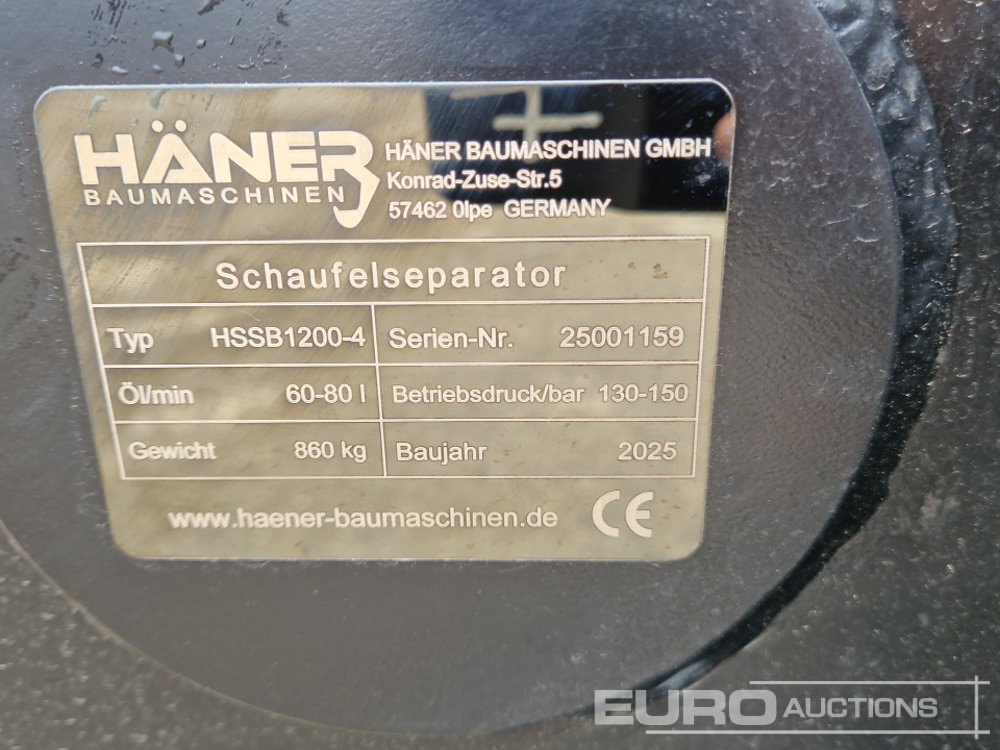 HÄNER
BAUMASCHINEN
HÄNER BAUMASCHINEN GMBH
Konrad-Zuse-Str.5
57462 Olpe GERMANY
Schaufelseparator
Typ HSSB1200-4 Serien-Nr. 25001159
Öl/min 60-80 l Betriebsdruck/bar 130-150
Gewicht 860 kg Baujahr 2025
www.haener-baumaschinen.de CE
EURO AUCTIONS